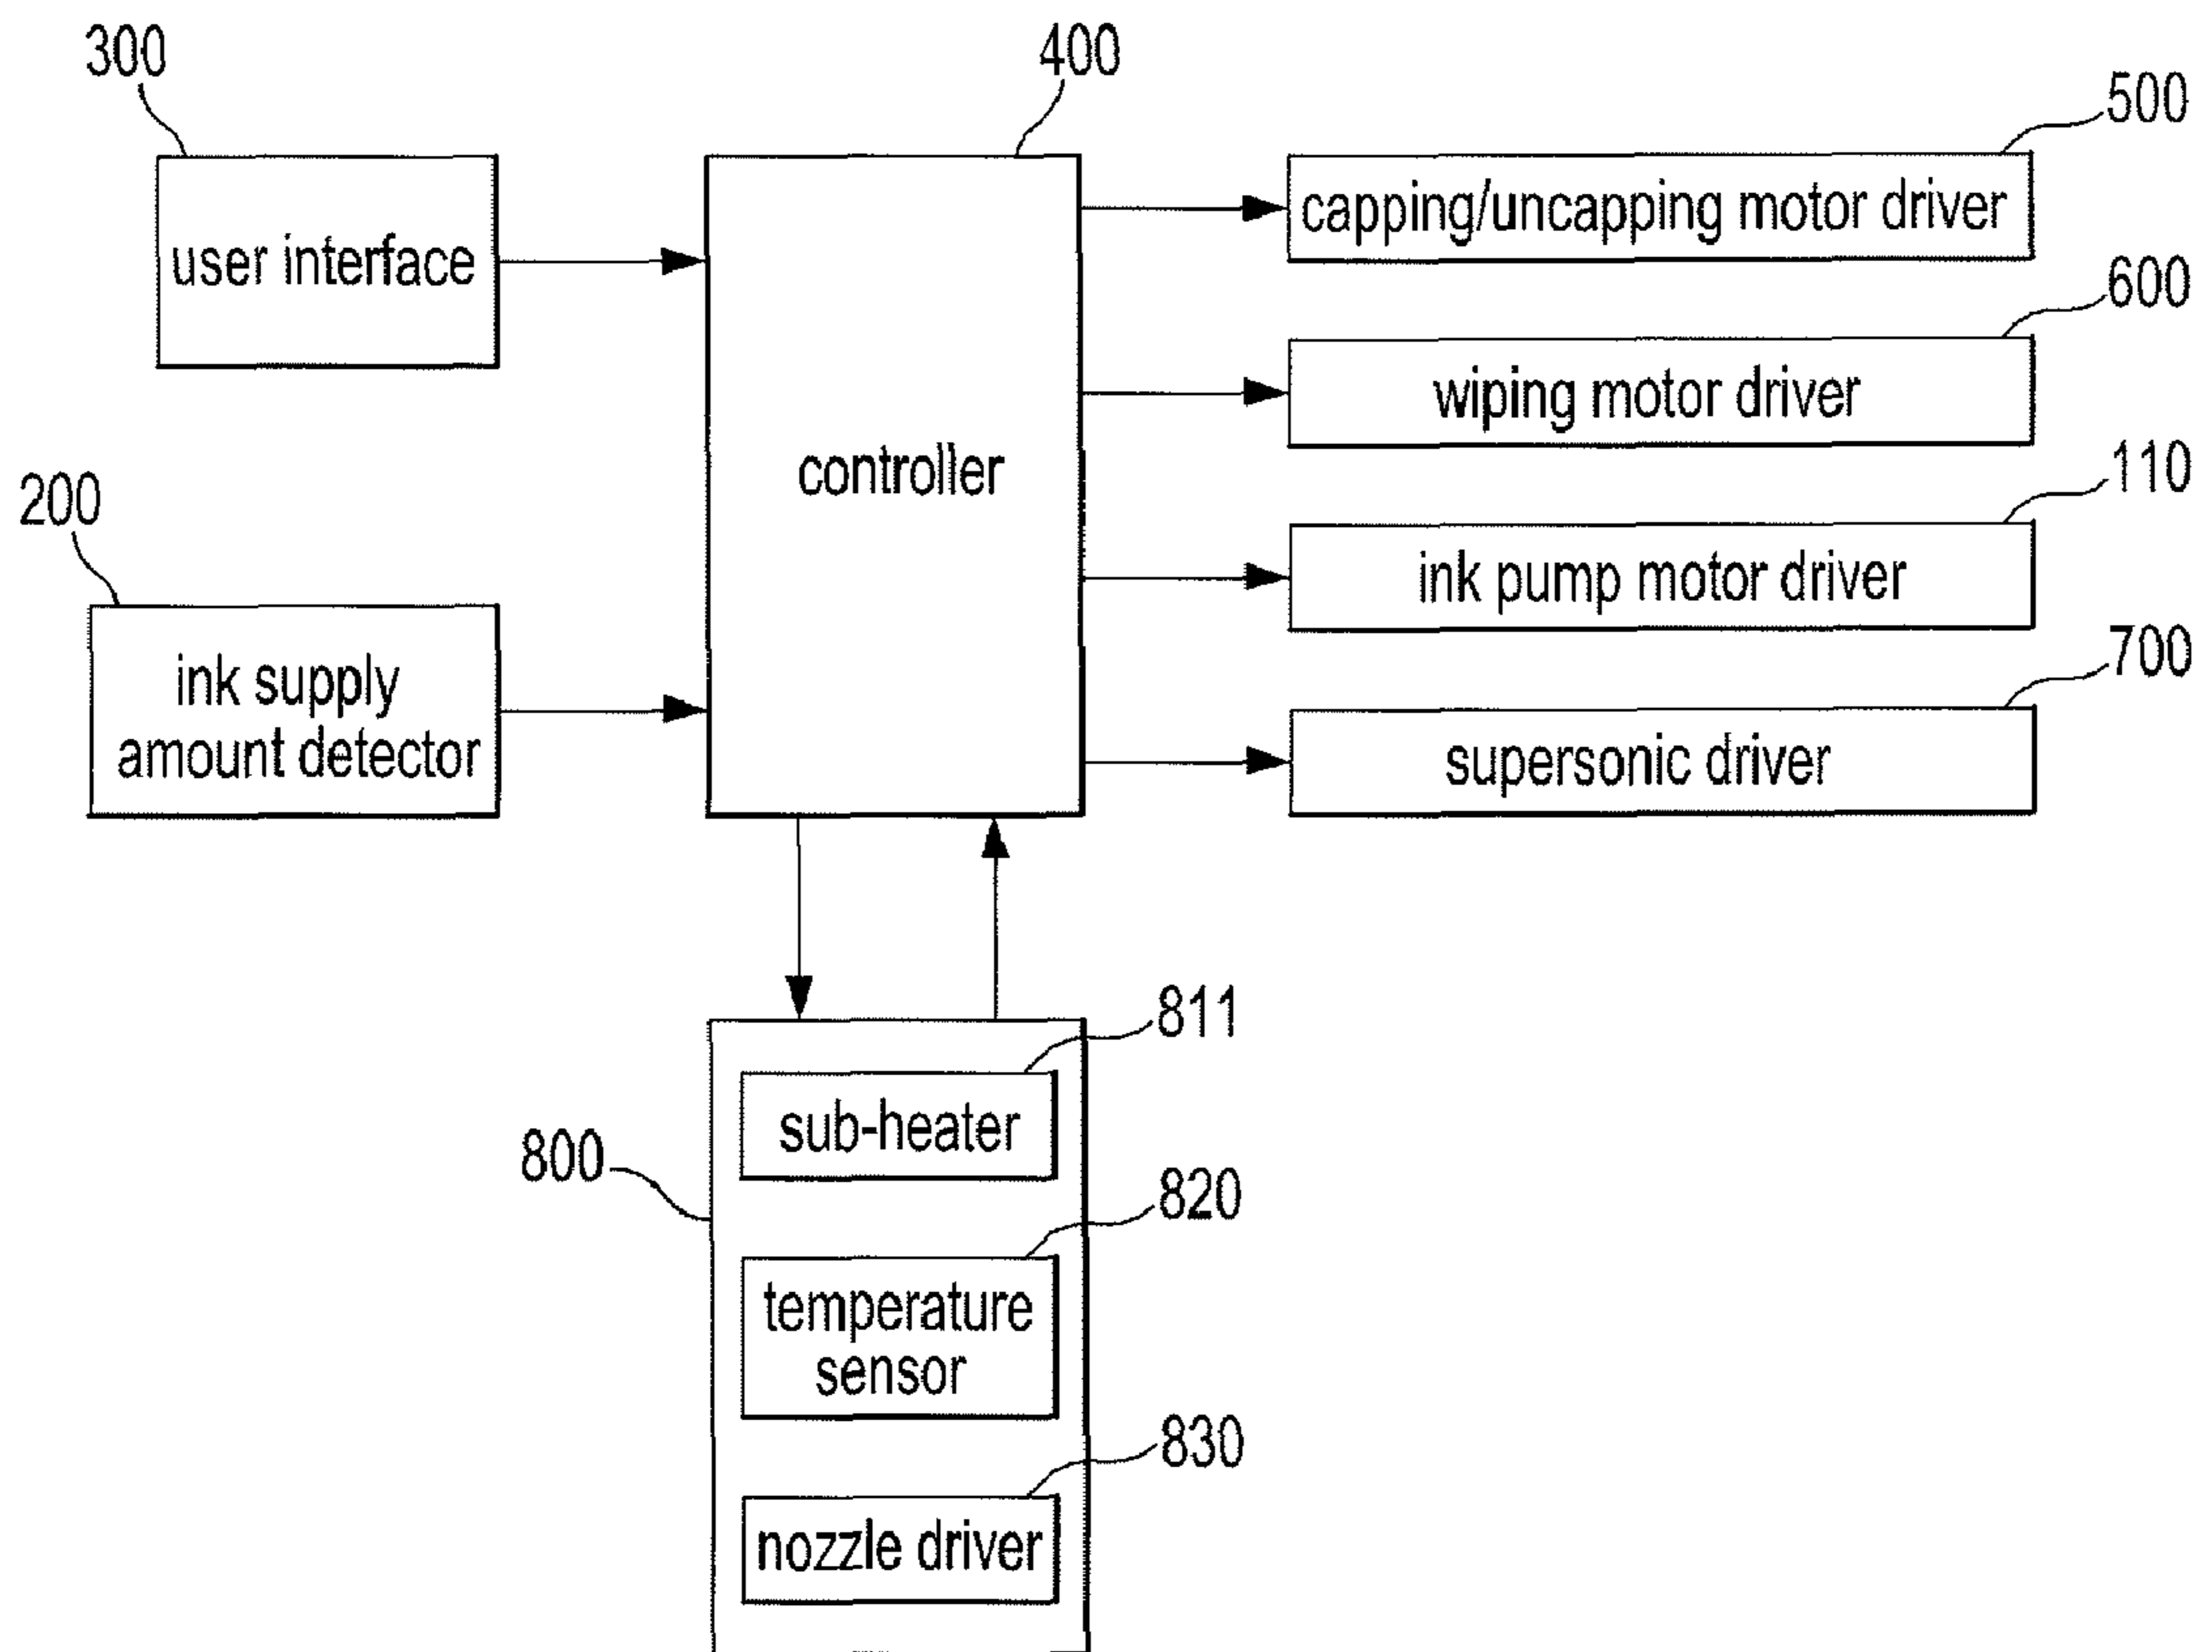 300
400
500
user interface
controller
capping/uncapping motor driver
600
wiping motor driver
200
110
ink supply
amount detector
ink pump motor driver
700
supersonic driver
811
sub-heater
800
820
temperature
sensor
830
nozzle driver